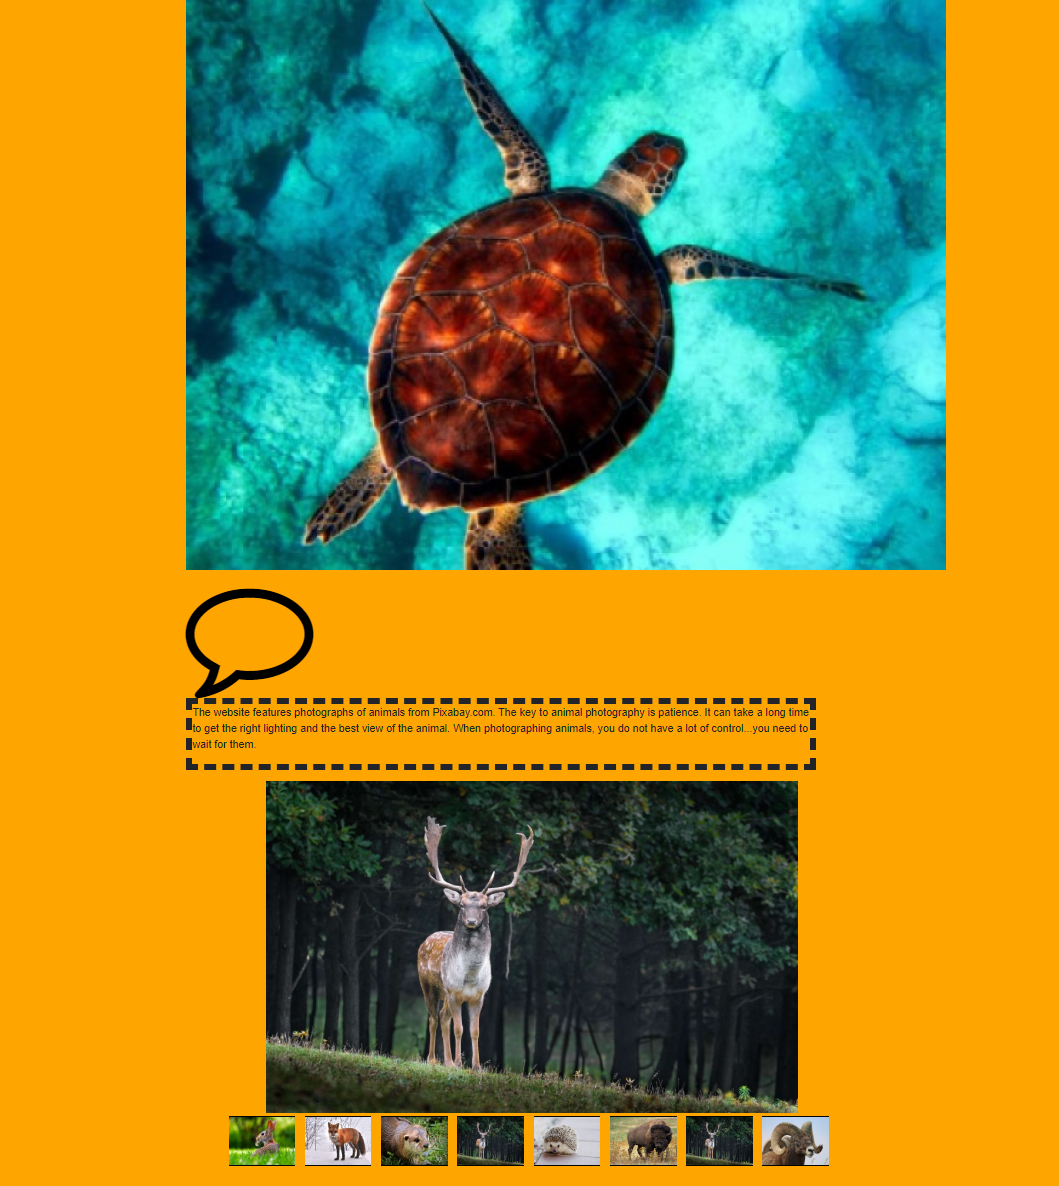 The website features photographs of animals from Pixabay.com. The key to animal photography is patience. It can take a long time
to get the right lighting and the best view of the animal. When photographing animals, you do not have a lot of control...you need to
wait for them.